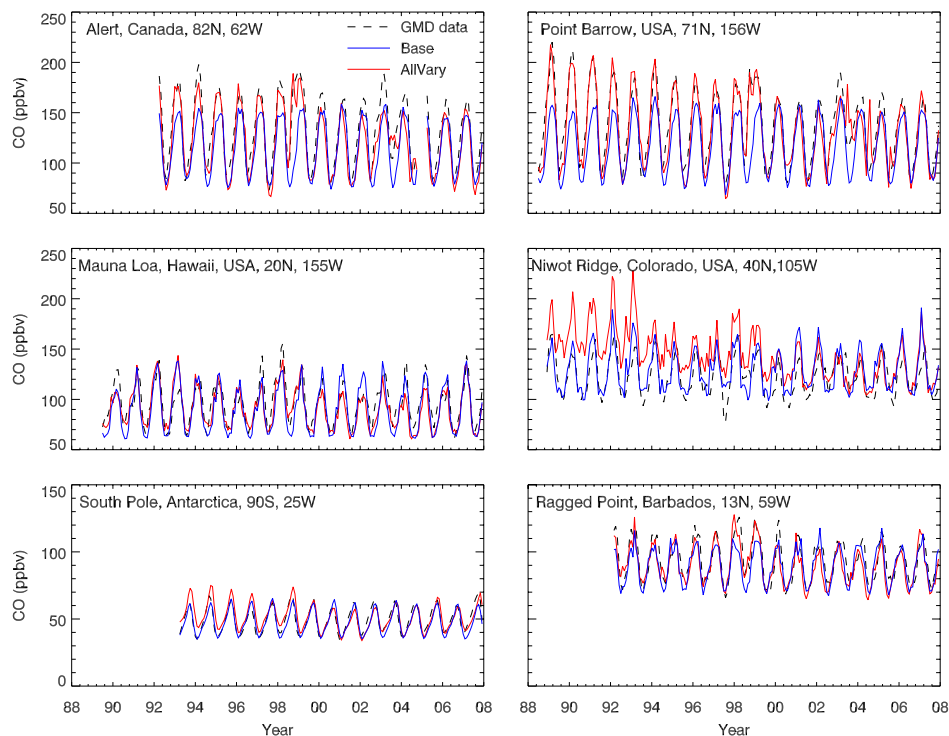 Alert, Canada, 82N, 62W
GMD data
Base
AllVary
250
200
150
100
50
CO (ppbv)
Point Barrow, USA, 71N, 156W
Mauna Loa, Hawaii, USA, 20N, 155W
250
200
150
100
50
CO (ppbv)
Niwot Ridge, Colorado, USA, 40N,105W
South Pole, Antarctica, 90S, 25W
150
100
50
0
CO (ppbv)
88 90 92 94 96 98 00 02 04 06 08
Year
Ragged Point, Barbados, 13N, 59W
88 90 92 94 96 98 00 02 04 06 08
Year